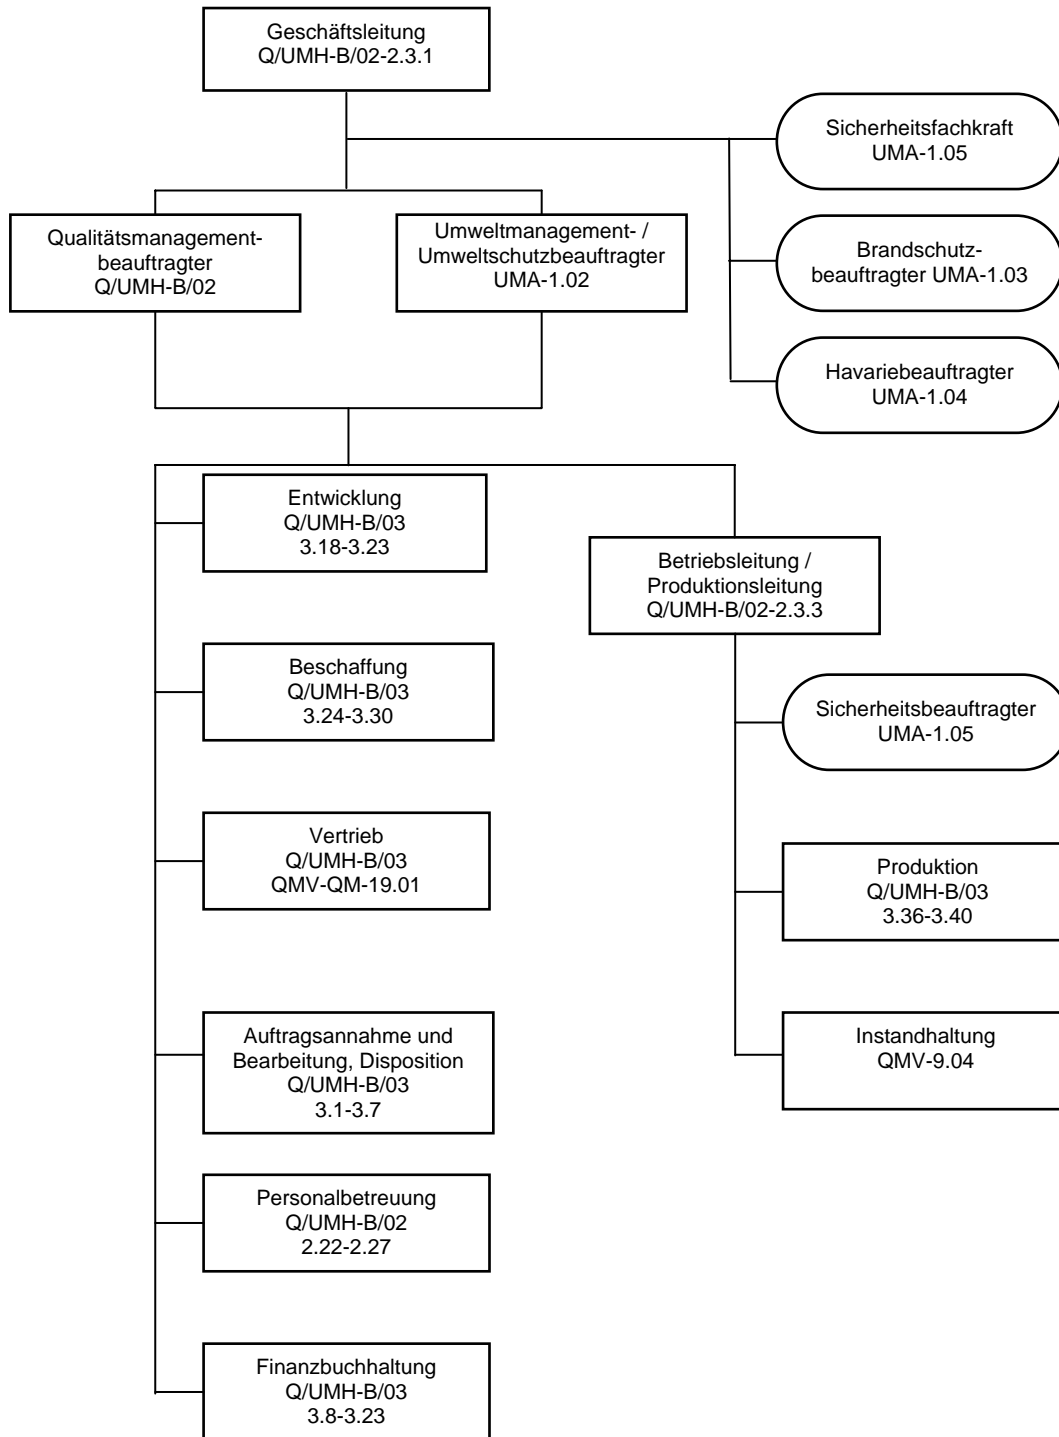 Geschäftsleitung
Q/UMH-B/02-2.3.1
Sicherheitsfachkraft
UMA-1.05
Qualitätsmanagement-
beauftragter
Q/UMH-B/02
Umweltmanagement- /
Umweltschutzbeauftragter
UMA-1.02
Brandschutz-
beauftragter UMA-1.03
Havariebeauftragter
UMA-1.04
Entwicklung
Q/UMH-B/03
3.18-3.23
Betriebsleitung /
Produktionsleitung
Q/UMH-B/02-2.3.3
Beschaffung
Q/UMH-B/03
3.24-3.30
Sicherheitsbeauftragter
UMA-1.05
Vertrieb
Q/UMH-B/03
QMV-QM-19.01
Produktion
Q/UMH-B/03
3.36-3.40
Auftragsannahme und
Bearbeitung, Disposition
Q/UMH-B/03
3.1-3.7
Instandhaltung
QMV-9.04
Personalbetreuung
Q/UMH-B/02
2.22-2.27
Finanzbuchhaltung
Q/UMH-B/03
3.8-3.23